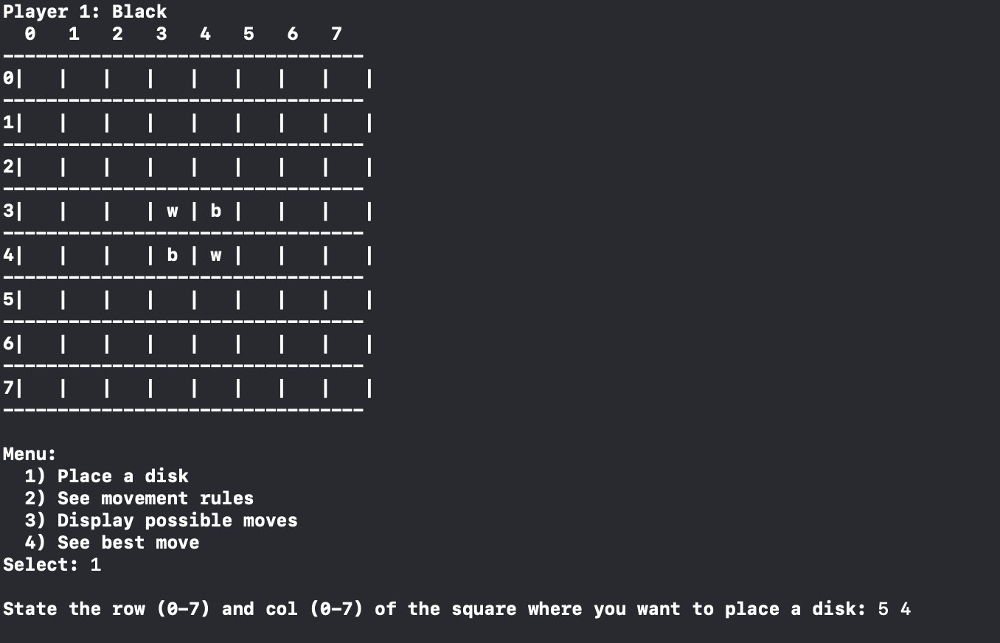 Player 1: Black
  0   1   2   3   4   5   6   7
---------------------------------
0|   |   |   |   |   |   |   |   |
---------------------------------
1|   |   |   |   |   |   |   |   |
---------------------------------
2|   |   |   |   |   |   |   |   |
---------------------------------
3|   |   |   | w | b |   |   |   |
---------------------------------
4|   |   |   | b | w |   |   |   |
---------------------------------
5|   |   |   |   |   |   |   |   |
---------------------------------
6|   |   |   |   |   |   |   |   |
---------------------------------
7|   |   |   |   |   |   |   |   |
---------------------------------

Menu:
  1) Place a disk
  2) See movement rules
  3) Display possible moves
  4) See best move
Select: 1

State the row (0-7) and col (0-7) of the square where you want to place a disk: 5 4